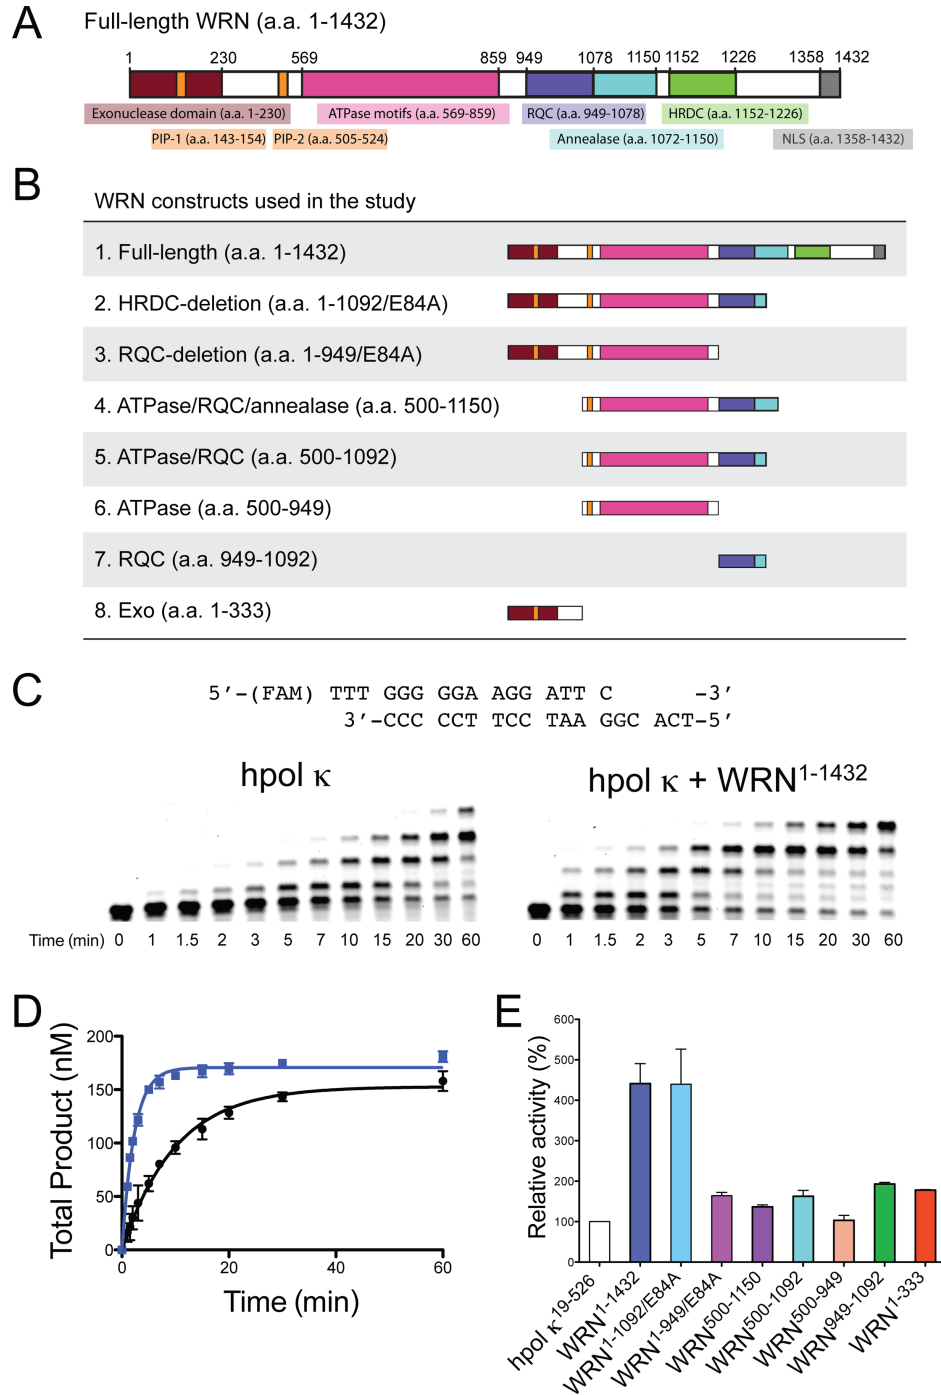 A
Full-length WRN (a.a. 1-1432)
1 230 569 859 949 1078 1150 1152 1226 1358 1432
Exonuclease domain (a.a. 1-230) ATPase motifs (a.a. 569-859) RQC (a.a. 949-1078) HRDC (a.a. 1152-1226)
PIP-1 (a.a. 143-154) PIP-2 (a.a. 505-524) Annealase (a.a. 1072-1150) NLS (a.a. 1358-1432)
B
WRN constructs used in the study
1. Full-length (a.a. 1-1432)
2. HRDC-deletion (a.a. 1-1092/E84A)
3. RQC-deletion (a.a. 1-949/E84A)
4. ATPase/RQC/annealase (a.a. 500-1150)
5. ATPase/RQC (a.a. 500-1092)
6. ATPase (a.a. 500-949)
7. RQC (a.a. 949-1092)
8. Exo (a.a. 1-333)
C
5′-(FAM) TTT GGG GGA AGG ATT C -3′
3′-CCC CCT TCC TAA GGC ACT-5′
hpol κ
hpol κ + WRN1-1432
Time (min) 0 1 1.5 2 3 5 7 10 15 20 30 60
0 1 1.5 2 3 5 7 10 15 20 30 60
D
Total Product (nM)
200
150
100
50
0
0 20 40 60
Time (min)
E
Relative activity (%)
600
500
400
300
200
100
0
hpol κ19-526
WRN1-1432
WRN1-1092/E84A
WRN1-949/E84A
WRN500-1150
WRN500-1092
WRN500-949
WRN949-1092
WRN1-333